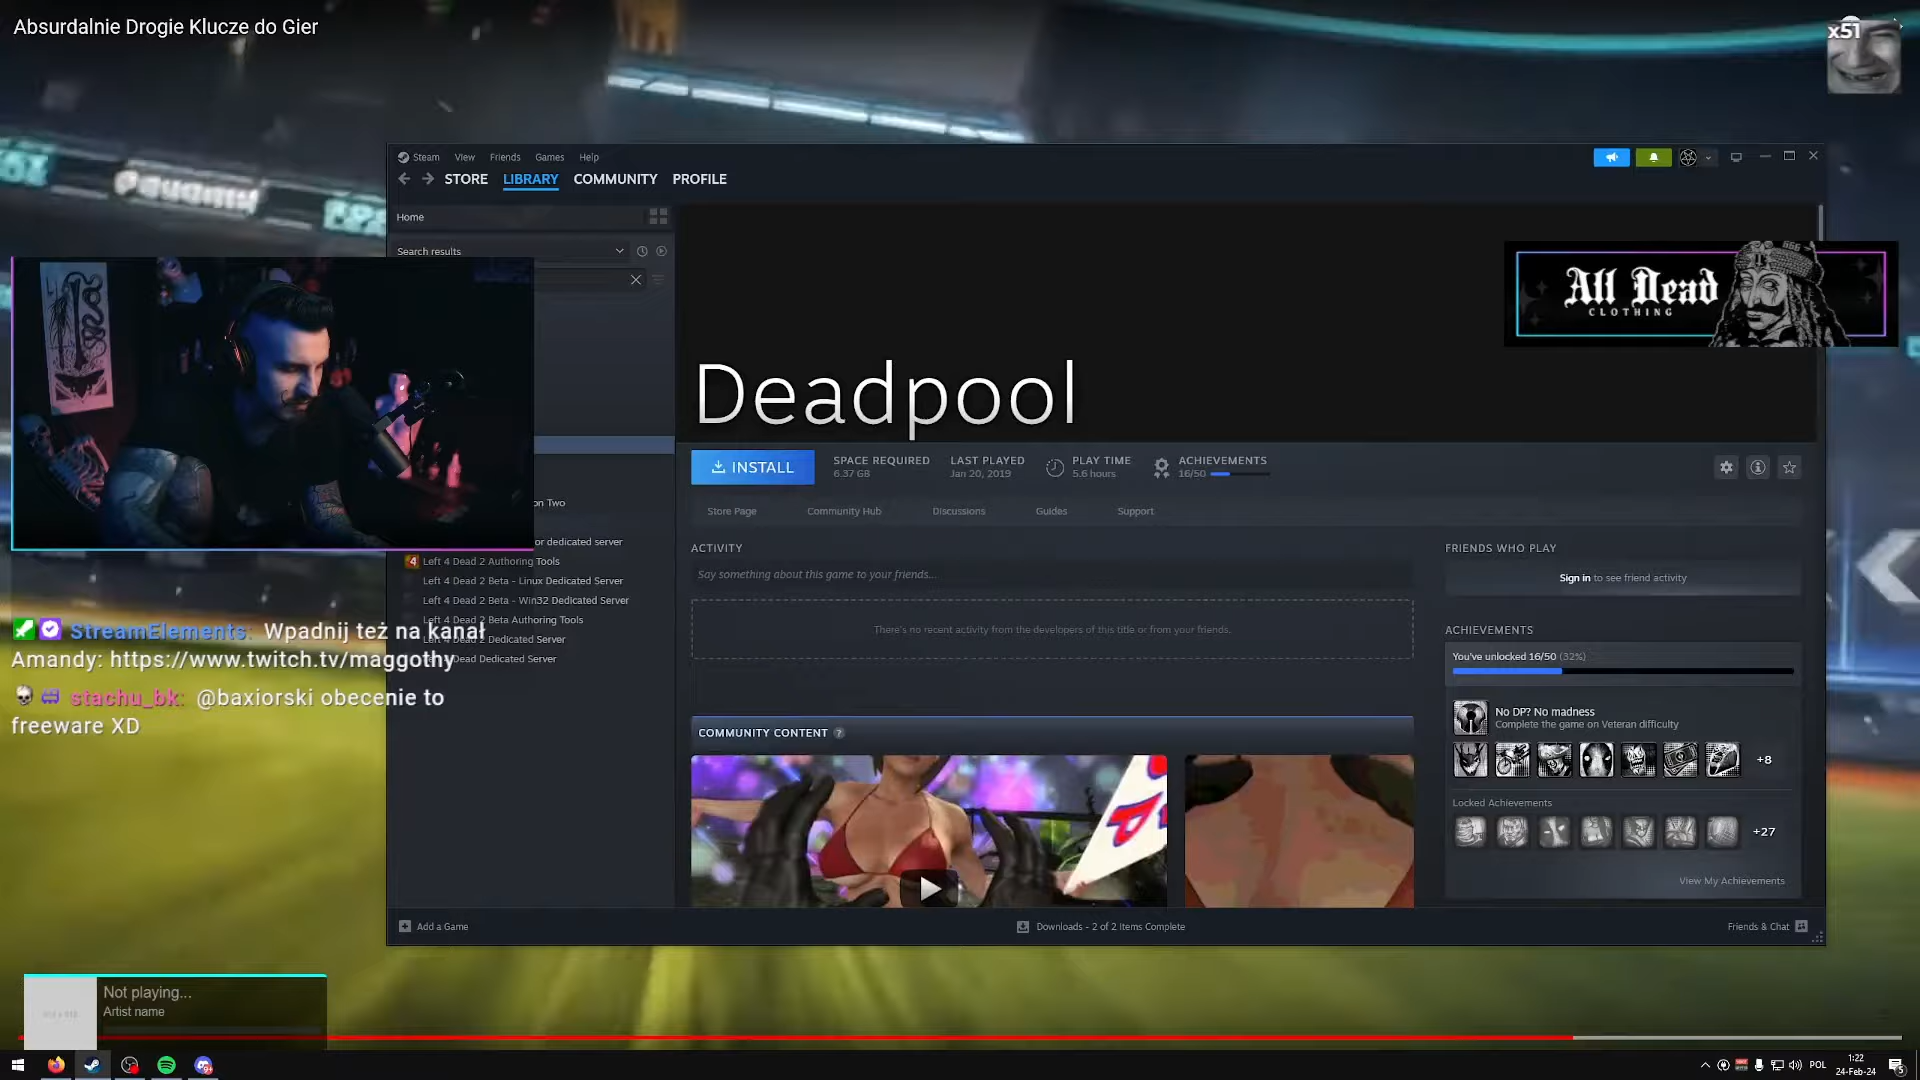 Absurdalnie Drogie Klucze do Gier
x51
Steam View Friends Games Help
STORE LIBRARY COMMUNITY PROFILE
Home
Search results
All Dead
CLOTHING
Deadpool
INSTALL
SPACE REQUIRED
6.37 GB
LAST PLAYED
Jan 20, 2019
PLAY TIME
5.6 hours
ACHIEVEMENTS
16/50
Store Page Community Hub Discussions Guides Support
on Two
or dedicated server
Left 4 Dead 2 Authoring Tools
Left 4 Dead 2 Beta - Linux Dedicated Server
Left 4 Dead 2 Beta - Win32 Dedicated Server
Left 4 Dead 2 Beta Authoring Tools
Left 4 Dead 2 Dedicated Server
Dead Dedicated Server
StreamElements: Wpadnij też na kanał
Amandy: https://www.twitch.tv/maggothy
stachu_bk: @baxiorski obecenie to
freeware XD
ACTIVITY
Say something about this game to your friends...
There's no recent activity from the developers of this title or from your friends.
COMMUNITY CONTENT ?
FRIENDS WHO PLAY
Sign in to see friend activity
ACHIEVEMENTS
You've unlocked 16/50 (32%)
No DP? No madness
Complete the game on Veteran difficulty
+8
Locked Achievements
+27
View My Achievements
Add a Game
Downloads - 2 of 2 Items Complete
Friends & Chat
Not playing...
Artist name
POL
1:22
24-Feb-24
5